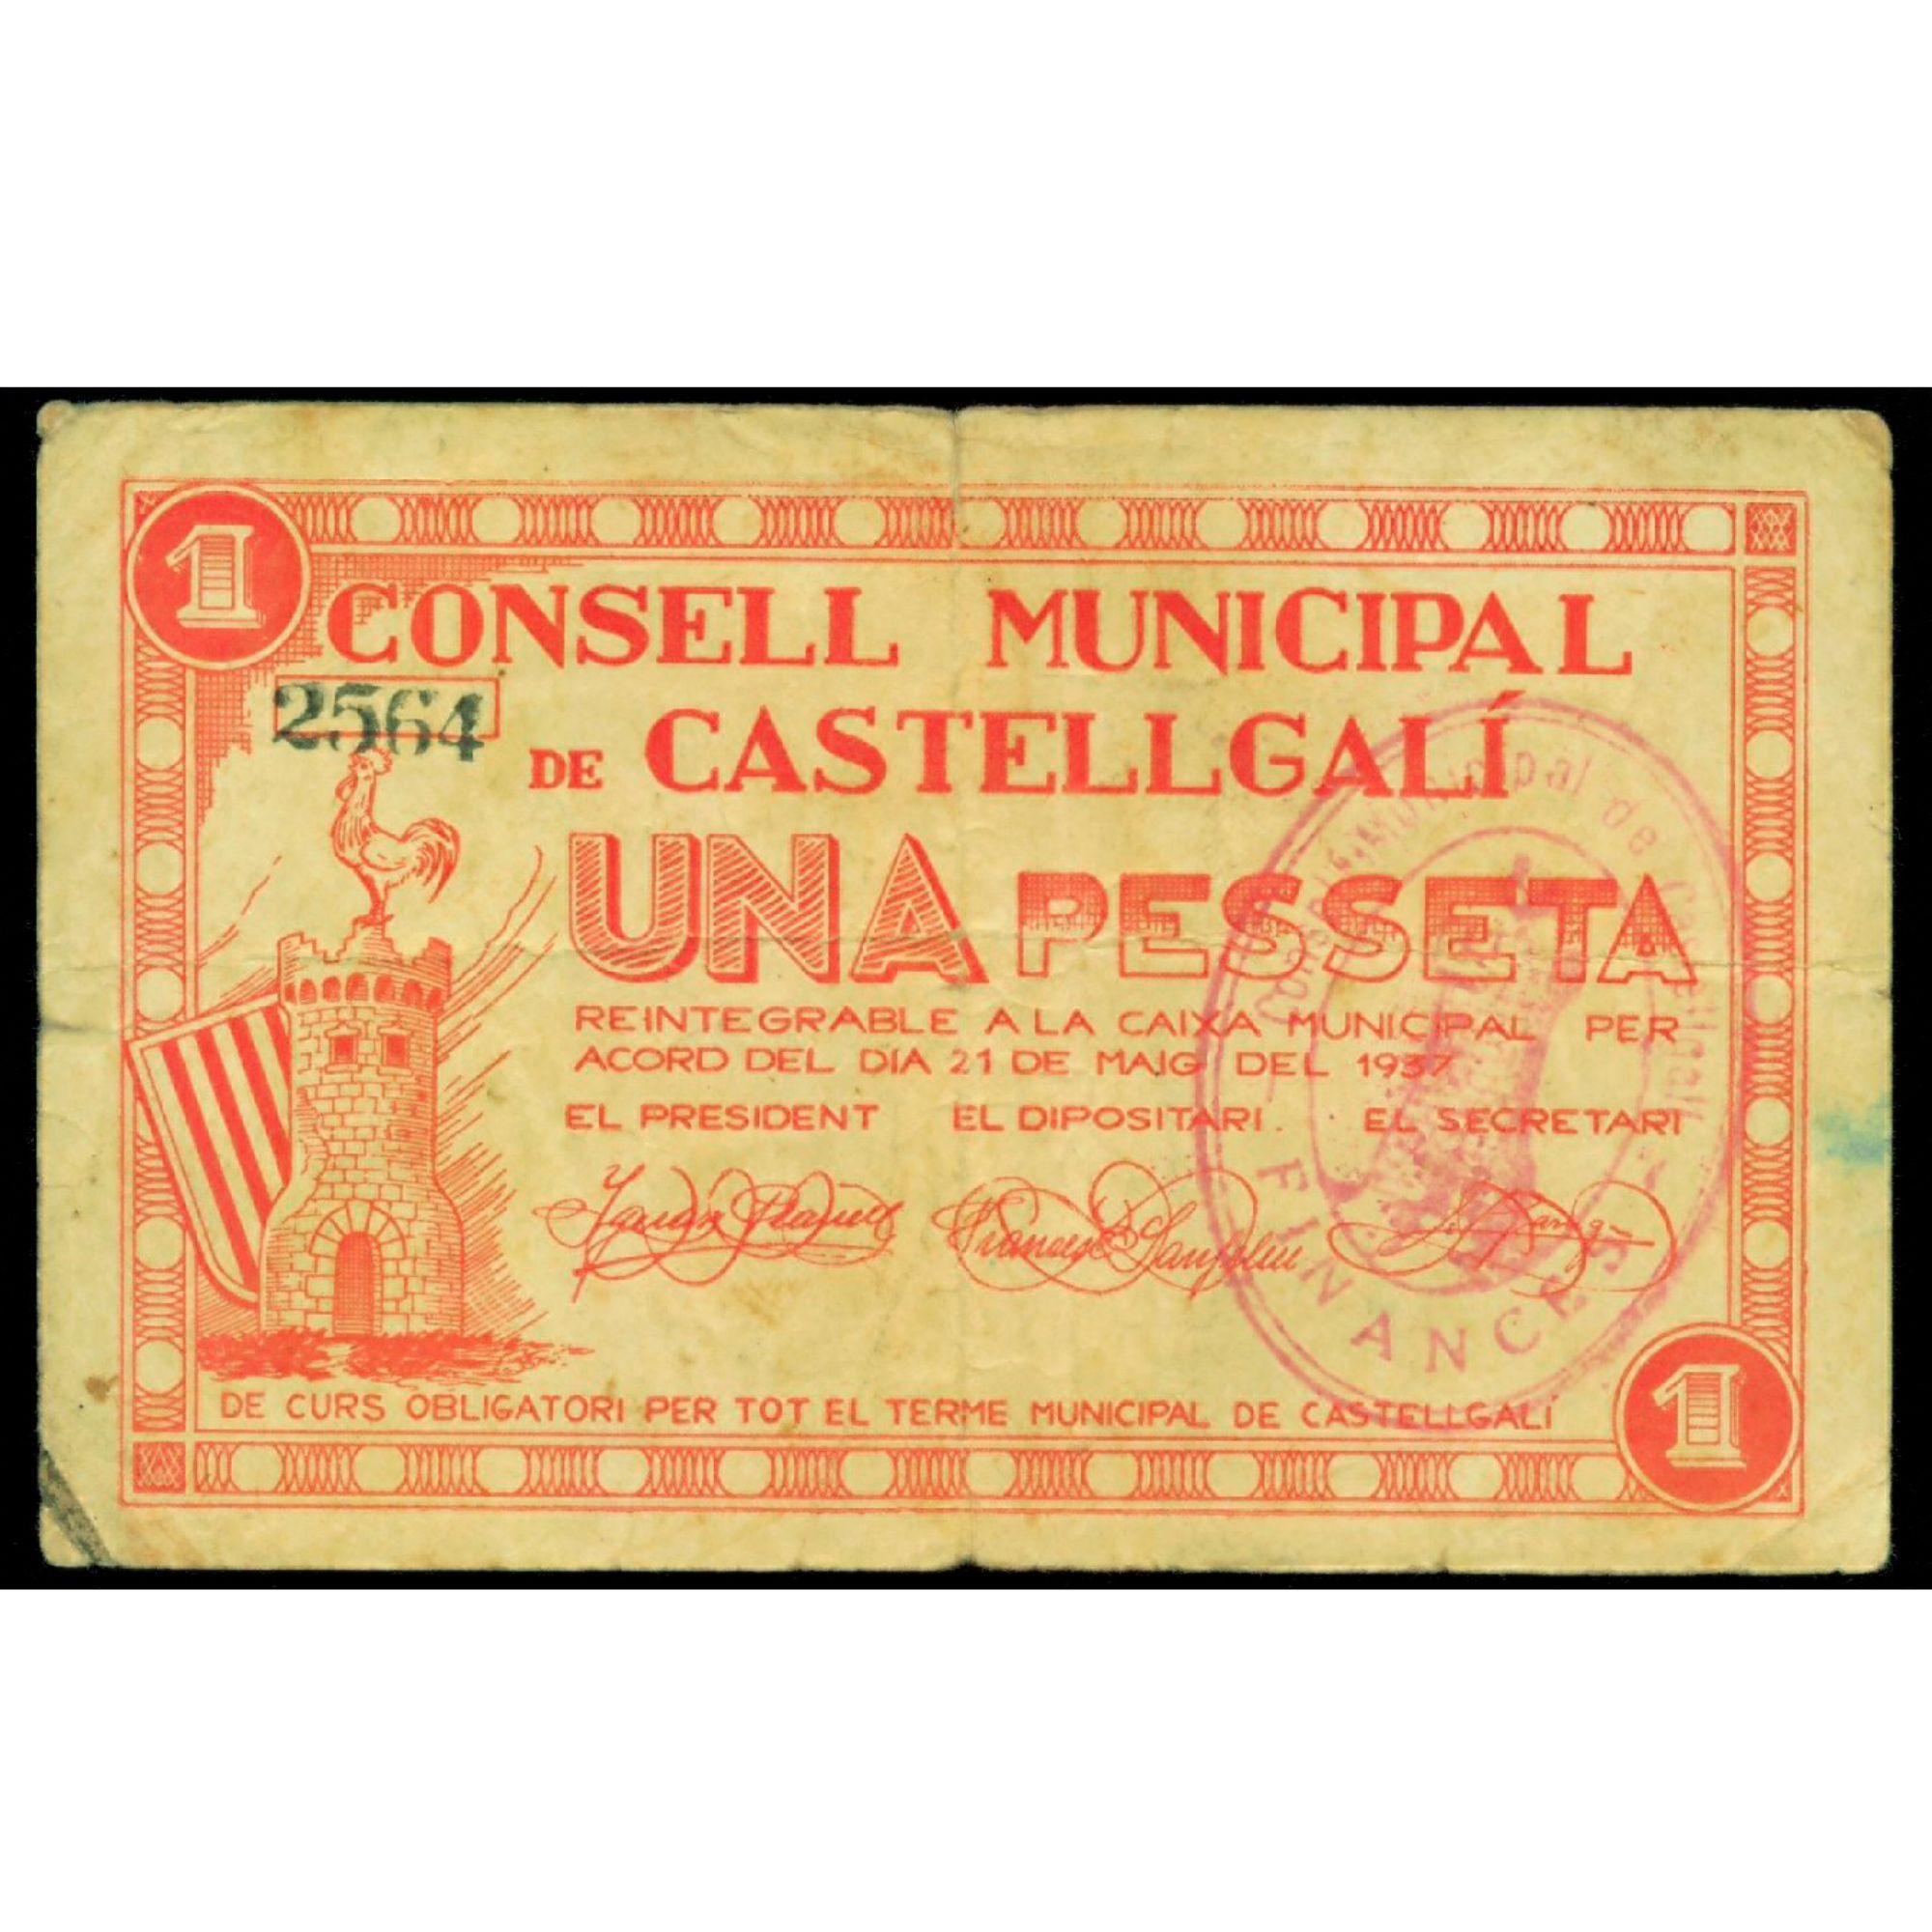 1
CONSELL MUNICIPAL
2564
DE CASTELLGALÍ
UNA PESSETA
REINTEGRABLE A LA CAIXA MUNICIPAL PER
ACORD DEL DIA 21 DE MAIG DEL 1937
EL PRESIDENT EL DIPOSITARI. EL SECRETARI
FINANCES
DE CURS OBLIGATORI PER TOT EL TERME MUNICIPAL DE CASTELLGALÍ
1